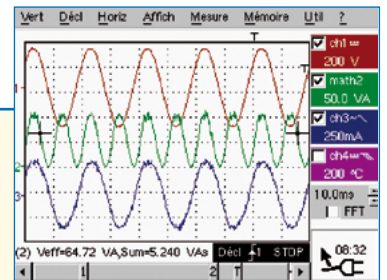 Vert Décl Horiz Affich Mesure Mémoire Util ?
T
ch1
200 V
T
math2
50.0 VA
1
ch3
250mA
2
ch4
200 °C
3
10.0ms
FFT
(2) Veff=64.72 VA,Sum=5.240 VAs Décl 1 STOP
08:32
1 2 T